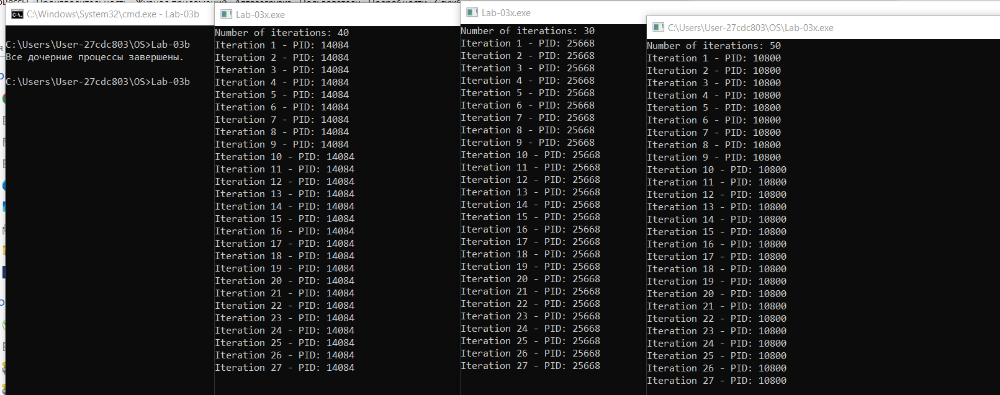 Производительность Журнал приложений Автозагрузка Пользователи Подробности
C:\Windows\System32\cmd.exe - Lab-03b
C:\Users\User-27cdc803\OS>Lab-03b
Все дочерние процессы завершены.
C:\Users\User-27cdc803\OS>Lab-03b
Lab-03x.exe
Number of iterations: 40
Iteration 1 - PID: 14084
Iteration 2 - PID: 14084
Iteration 3 - PID: 14084
Iteration 4 - PID: 14084
Iteration 5 - PID: 14084
Iteration 6 - PID: 14084
Iteration 7 - PID: 14084
Iteration 8 - PID: 14084
Iteration 9 - PID: 14084
Iteration 10 - PID: 14084
Iteration 11 - PID: 14084
Iteration 12 - PID: 14084
Iteration 13 - PID: 14084
Iteration 14 - PID: 14084
Iteration 15 - PID: 14084
Iteration 16 - PID: 14084
Iteration 17 - PID: 14084
Iteration 18 - PID: 14084
Iteration 19 - PID: 14084
Iteration 20 - PID: 14084
Iteration 21 - PID: 14084
Iteration 22 - PID: 14084
Iteration 23 - PID: 14084
Iteration 24 - PID: 14084
Iteration 25 - PID: 14084
Iteration 26 - PID: 14084
Iteration 27 - PID: 14084
Lab-03x.exe
Number of iterations: 30
Iteration 1 - PID: 25668
Iteration 2 - PID: 25668
Iteration 3 - PID: 25668
Iteration 4 - PID: 25668
Iteration 5 - PID: 25668
Iteration 6 - PID: 25668
Iteration 7 - PID: 25668
Iteration 8 - PID: 25668
Iteration 9 - PID: 25668
Iteration 10 - PID: 25668
Iteration 11 - PID: 25668
Iteration 12 - PID: 25668
Iteration 13 - PID: 25668
Iteration 14 - PID: 25668
Iteration 15 - PID: 25668
Iteration 16 - PID: 25668
Iteration 17 - PID: 25668
Iteration 18 - PID: 25668
Iteration 19 - PID: 25668
Iteration 20 - PID: 25668
Iteration 21 - PID: 25668
Iteration 22 - PID: 25668
Iteration 23 - PID: 25668
Iteration 24 - PID: 25668
Iteration 25 - PID: 25668
Iteration 26 - PID: 25668
Iteration 27 - PID: 25668
C:\Users\User-27cdc803\OS\Lab-03x.exe
Number of iterations: 50
Iteration 1 - PID: 10800
Iteration 2 - PID: 10800
Iteration 3 - PID: 10800
Iteration 4 - PID: 10800
Iteration 5 - PID: 10800
Iteration 6 - PID: 10800
Iteration 7 - PID: 10800
Iteration 8 - PID: 10800
Iteration 9 - PID: 10800
Iteration 10 - PID: 10800
Iteration 11 - PID: 10800
Iteration 12 - PID: 10800
Iteration 13 - PID: 10800
Iteration 14 - PID: 10800
Iteration 15 - PID: 10800
Iteration 16 - PID: 10800
Iteration 17 - PID: 10800
Iteration 18 - PID: 10800
Iteration 19 - PID: 10800
Iteration 20 - PID: 10800
Iteration 21 - PID: 10800
Iteration 22 - PID: 10800
Iteration 23 - PID: 10800
Iteration 24 - PID: 10800
Iteration 25 - PID: 10800
Iteration 26 - PID: 10800
Iteration 27 - PID: 10800